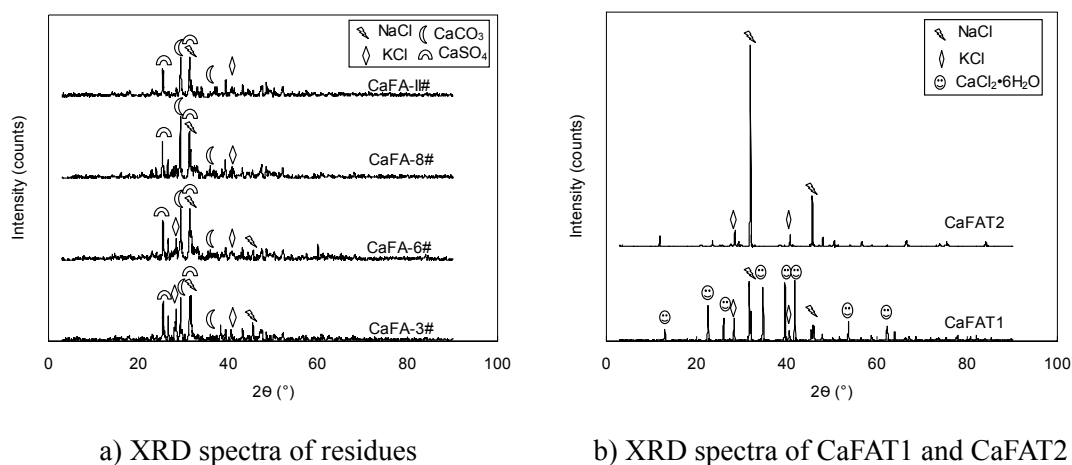 NaCl CaCO₃
KCl CaSO₄
CaFA-II#
CaFA-8#
CaFA-6#
CaFA-3#
Intensity (counts)
0 20 40 60 80 100
2θ (°)
a) XRD spectra of residues
NaCl
KCl
CaCl₂•6H₂O
CaFAT2
CaFAT1
Intensity (counts)
0 20 40 60 80 100
2θ (°)
b) XRD spectra of CaFAT1 and CaFAT2